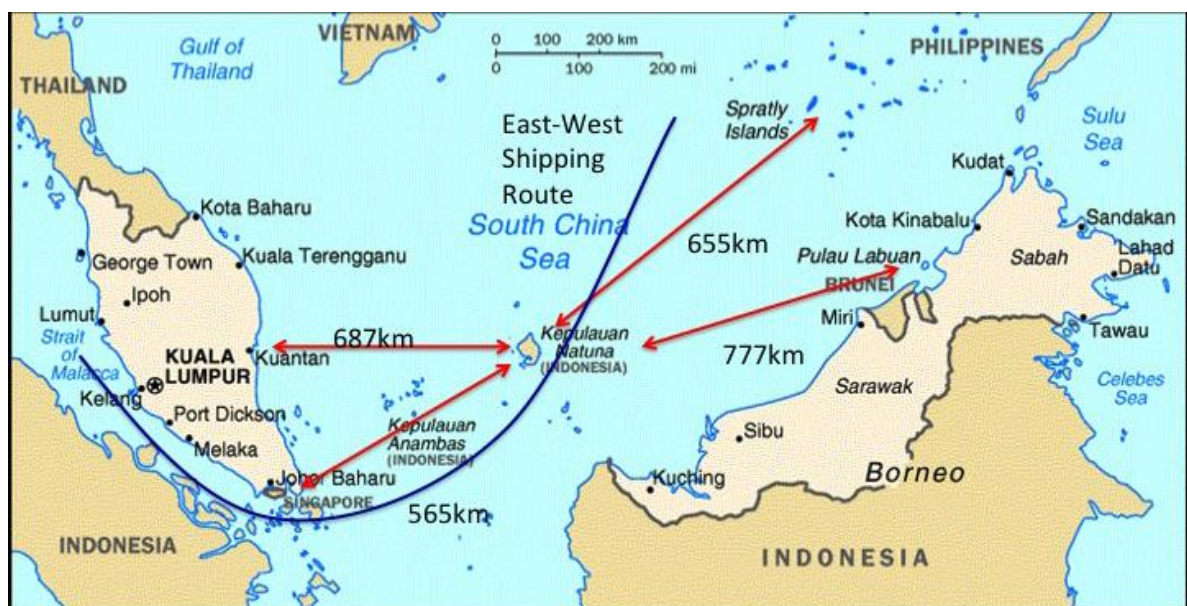 Gulf of
Thailand
VIETNAM
0 100 200 km
0 100 200 mi
PHILIPPINES
THAILAND
Spratly
Islands
Sulu
Sea
East-West
Shipping
Route
Kudat
Kota Baharu
South China
Sea
Kota Kinabalu
Sandakan
655km
Lahad
Datu
George Town
Kuala Terengganu
Pulau Labuan
Sabah
BRUNEI
Ipoh
Lumut
Miri
Tawau
Strait
of
Malacca
687km
Kepulauan
Natuna
(INDONESIA)
KUALA
LUMPUR
Kuantan
777km
Celebes
Sea
Kelang
Sarawak
Port Dickson
Kepulauan
Anambas
(INDONESIA)
Melaka
Sibu
Johor Baharu
Kuching
Borneo
SINGAPORE
565km
INDONESIA
INDONESIA